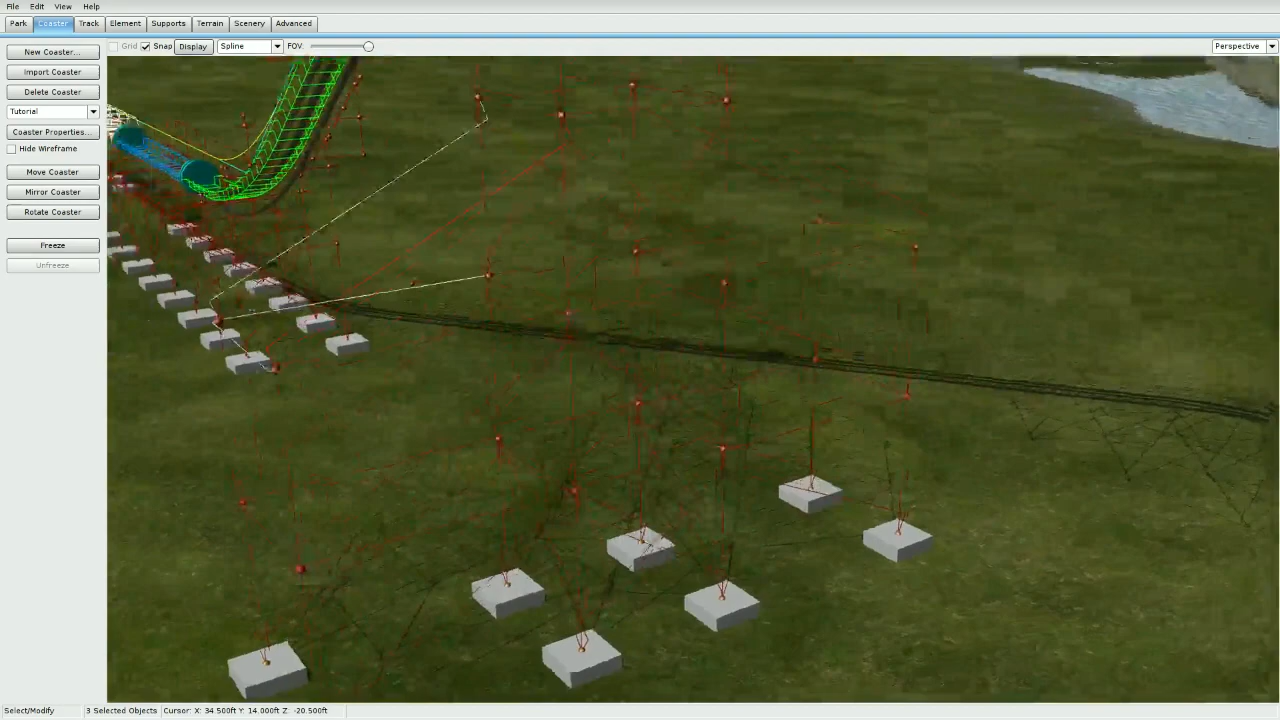 File Edit View Help
Park Coaster Track Element Supports Terrain Scenery Advanced
Grid Snap Display Spline FOV: Perspective
New Coaster...
Import Coaster
Delete Coaster
Tutorial
Coaster Properties...
Hide Wireframe
Move Coaster
Mirror Coaster
Rotate Coaster
Freeze
Unfreeze
Select/Modify 3 Selected Objects Cursor: X: 34.500ft Y: 14.000ft Z: -20.500ft